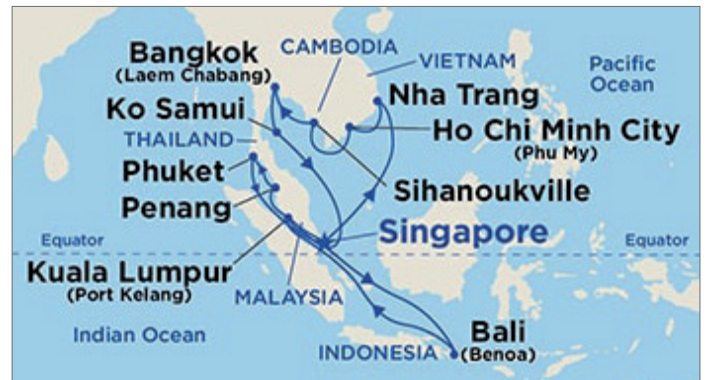 Bangkok
(Laem Chabang)
CAMBODIA
VIETNAM
Pacific
Ocean
Ko Samui
Nha Trang
THAILAND
Ho Chi Minh City
(Phu My)
Phuket
Sihanoukville
Penang
Singapore
Equator
Equator
Kuala Lumpur
(Port Kelang)
MALAYSIA
Indian Ocean
INDONESIA
Bali
(Benoa)